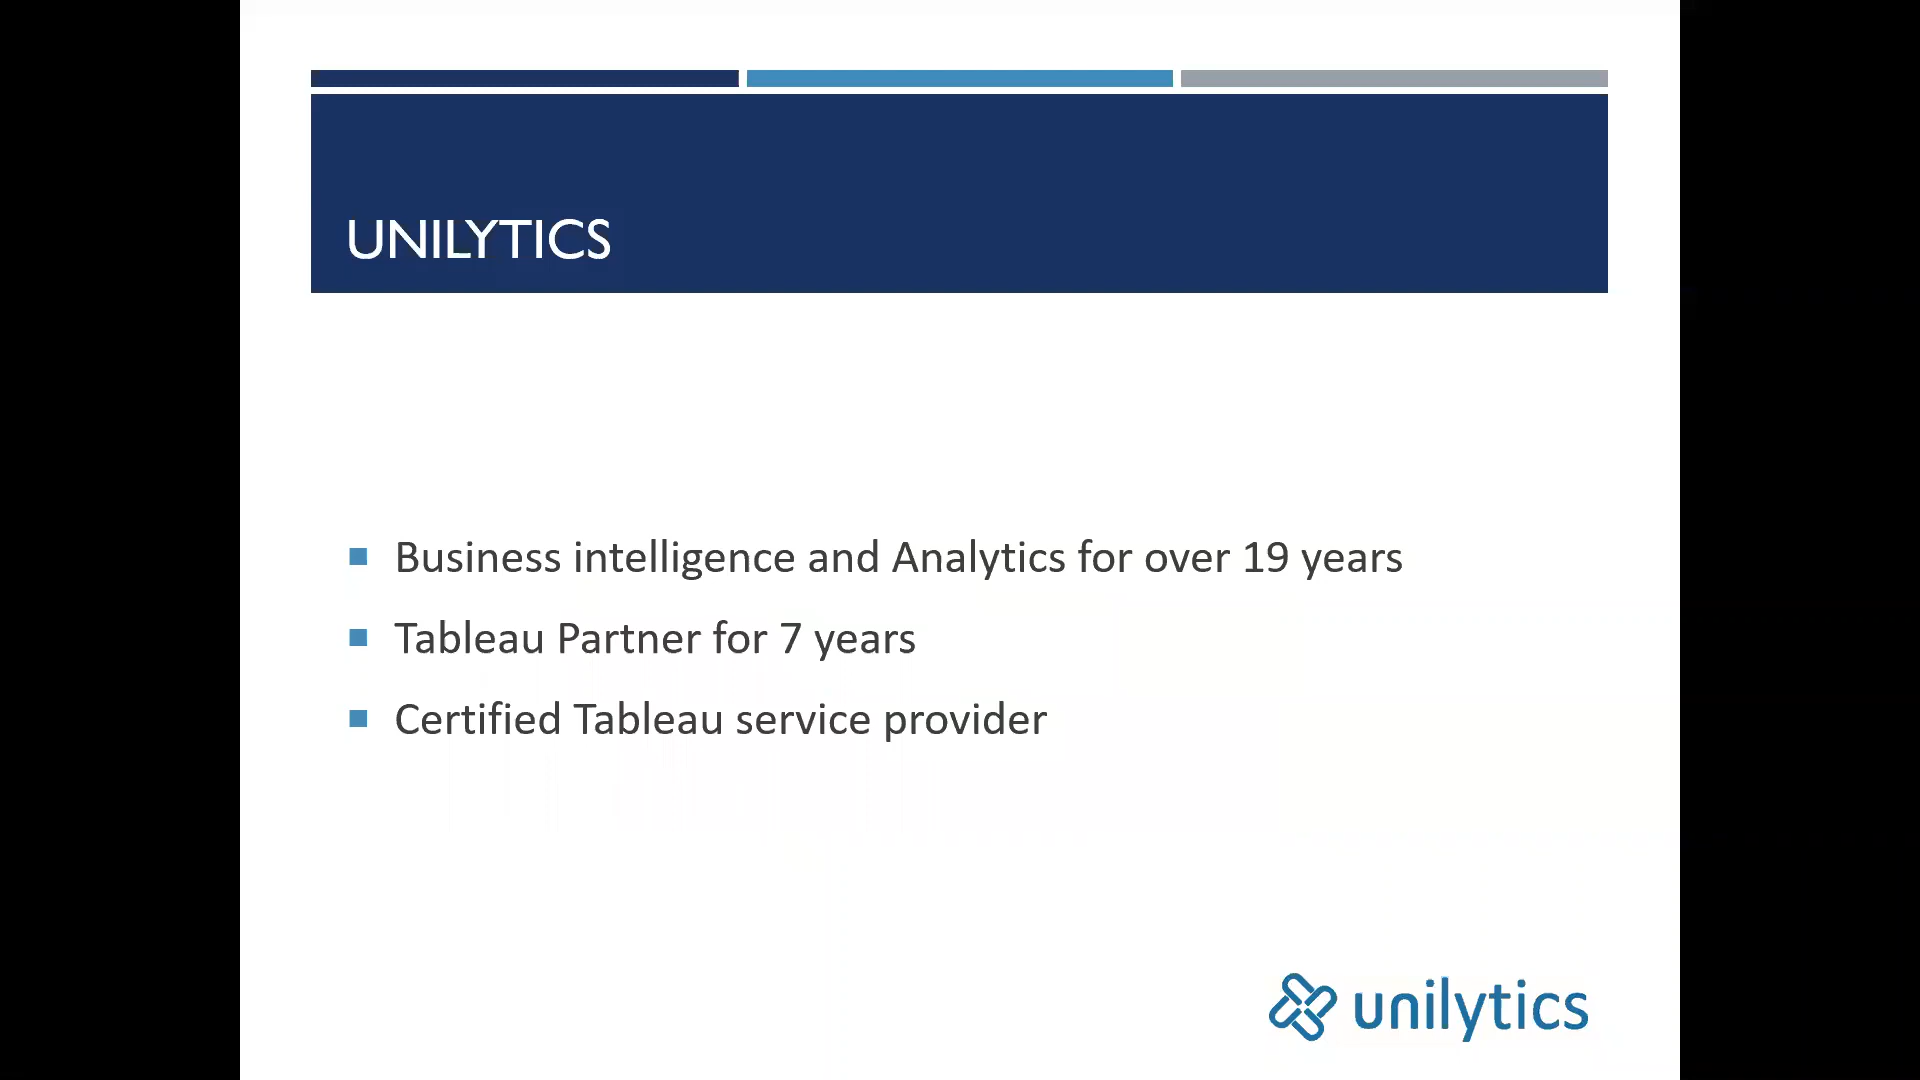 UNILYTICS
Business intelligence and Analytics for over 19 years
Tableau Partner for 7 years
Certified Tableau service provider
unilytics